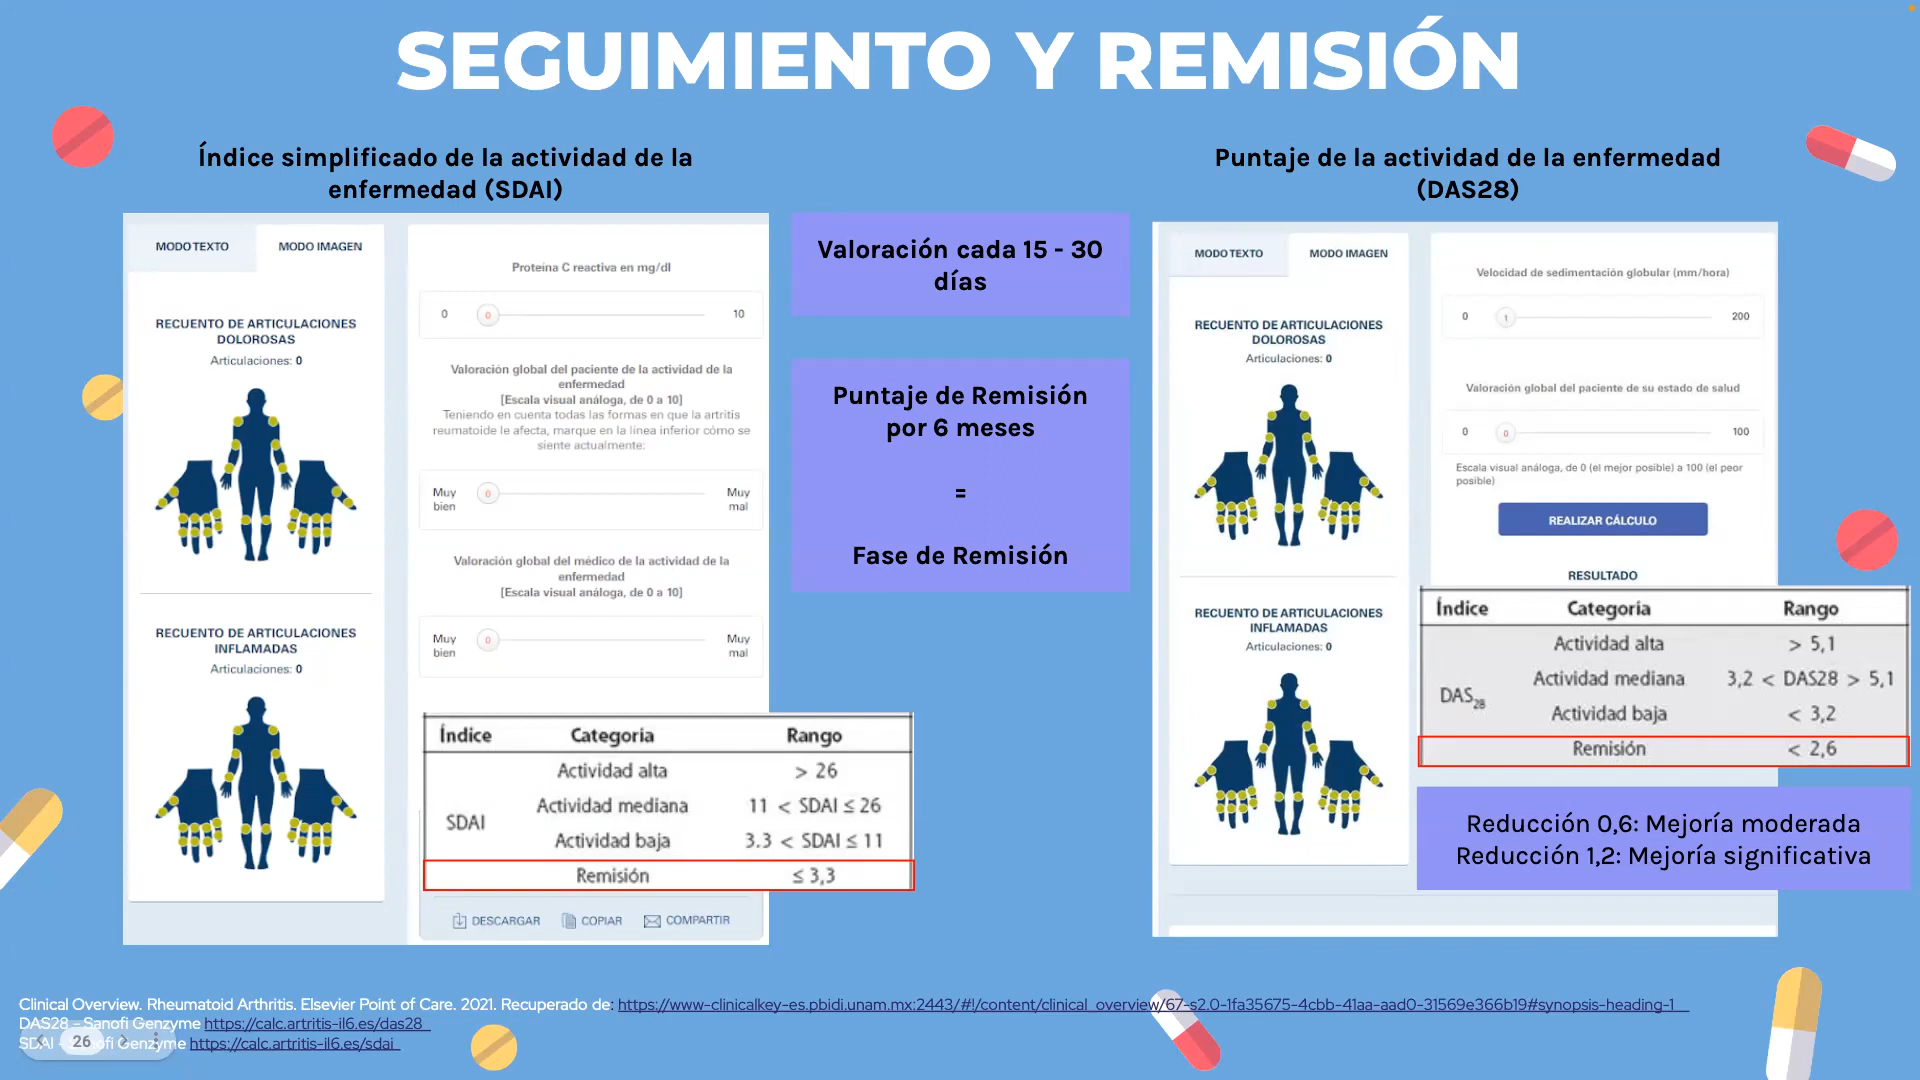 SEGUIMIENTO Y REMISIÓN
Índice simplificado de la actividad de la
enfermedad (SDAI)
MODO TEXTO
MODO IMAGEN
RECUENTO DE ARTICULACIONES
DOLOROSAS
Articulaciones: 0
RECUENTO DE ARTICULACIONES
INFLAMADAS
Articulaciones: 0
Proteína C reactiva en mg/dl
0
0
10
Valoración global del paciente de la actividad de la
enfermedad
[Escala visual análoga, de 0 a 10]
Teniendo en cuenta todas las formas en que la artritis
reumatoide le afecta, marque en la línea inferior cómo se
siente actualmente:
Muy
bien
0
Muy
mal
Valoración global del médico de la actividad de la
enfermedad
[Escala visual análoga, de 0 a 10]
Muy
bien
0
Muy
mal
Índice Categoria Rango
Actividad alta > 26
Actividad mediana 11 < SDAI ≤ 26
SDAI
Actividad baja 3.3 < SDAI ≤ 11
Remisión ≤ 3,3
DESCARGAR
COPIAR
COMPARTIR
Valoración cada 15 - 30
días
Puntaje de Remisión
por 6 meses
=
Fase de Remisión
Puntaje de la actividad de la enfermedad
(DAS28)
MODO TEXTO
MODO IMAGEN
RECUENTO DE ARTICULACIONES
DOLOROSAS
Articulaciones: 0
RECUENTO DE ARTICULACIONES
INFLAMADAS
Articulaciones: 0
Velocidad de sedimentación globular (mm/hora)
0
1
200
Valoración global del paciente de su estado de salud
0
0
100
Escala visual análoga, de 0 (el mejor posible) a 100 (el peor
posible)
REALIZAR CÁLCULO
RESULTADO
Índice Categoria Rango
Actividad alta > 5,1
Actividad mediana 3,2 < DAS28 > 5,1
DAS28
Actividad baja < 3,2
Remisión < 2,6
Reducción 0,6: Mejoría moderada
Reducción 1,2: Mejoría significativa
Clinical Overview. Rheumatoid Arthritis. Elsevier Point of Care. 2021. Recuperado de: https://www-clinicalkey-es.pbidi.unam.mx:2443/#!/content/clinical_overview/67-s2.0-1fa35675-4cbb-41aa-aad0-31569e366b19#synopsis-heading-1
DAS28 - Sanofi Genzyme https://calc.artritis-il6.es/das28
SDAI - Sanofi Genzyme https://calc.artritis-il6.es/sdai
26